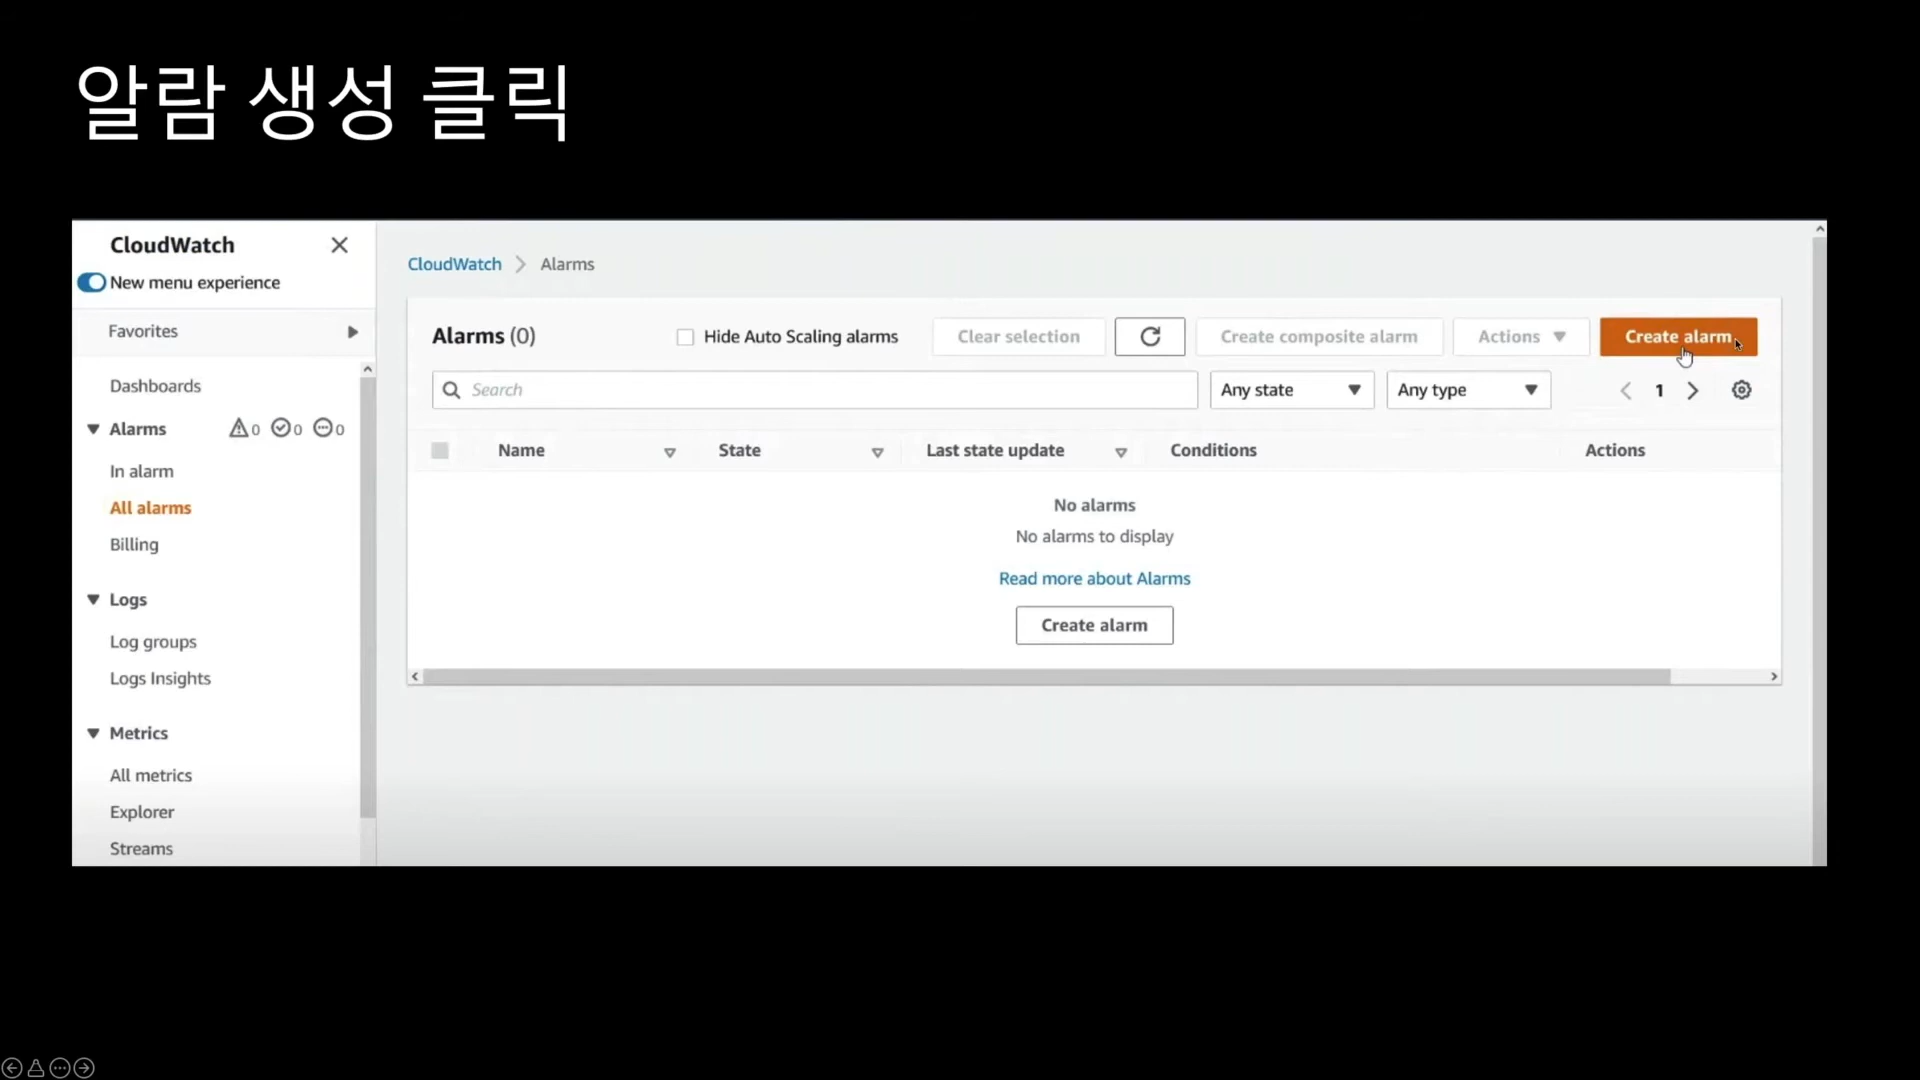 알람 생성 클릭
CloudWatch
New menu experience
Favorites
Dashboards
Alarms 0 0 0
In alarm
All alarms
Billing
Logs
Log groups
Logs Insights
Metrics
All metrics
Explorer
Streams
CloudWatch Alarms
Alarms (0) Hide Auto Scaling alarms Clear selection Create composite alarm Actions Create alarm
Search Any state Any type 1
Name State Last state update Conditions Actions
No alarms
No alarms to display
Read more about Alarms
Create alarm